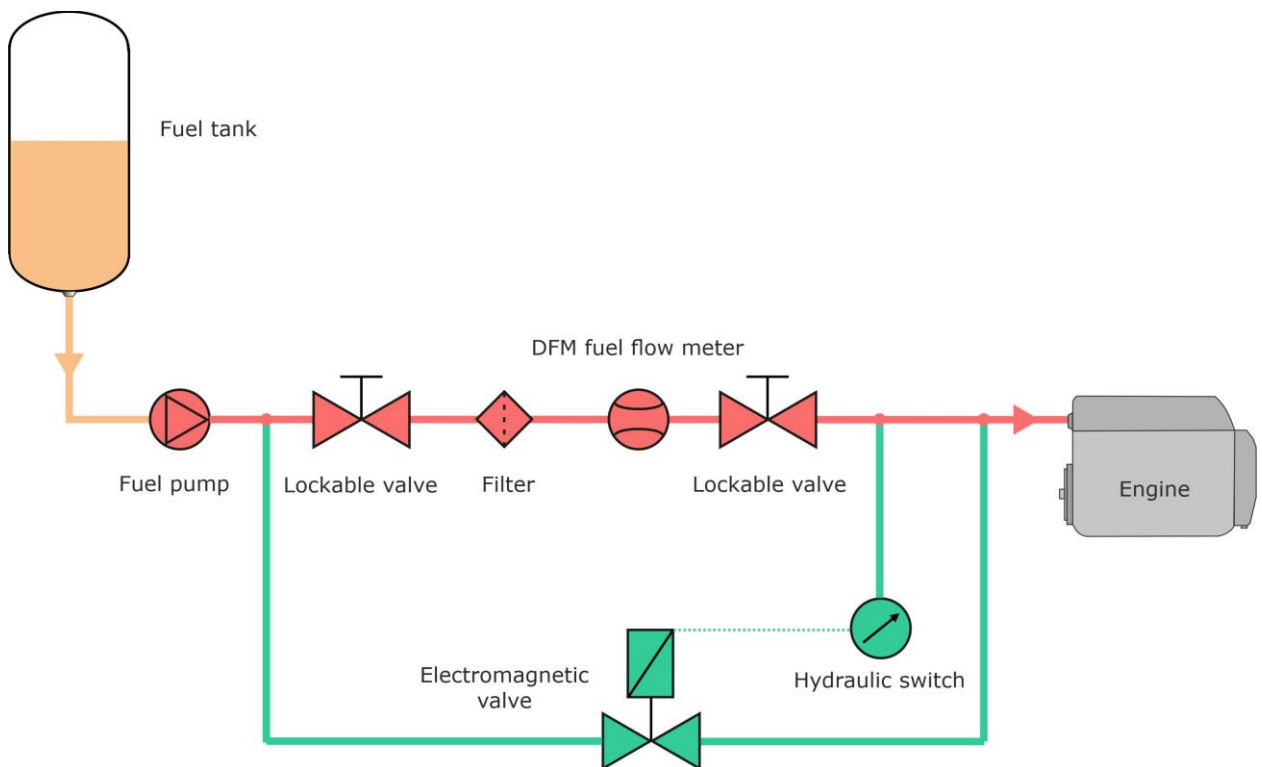 Fuel tank
DFM fuel flow meter
Fuel pump
Lockable valve
Filter
Lockable valve
Engine
Electromagnetic
valve
Hydraulic switch